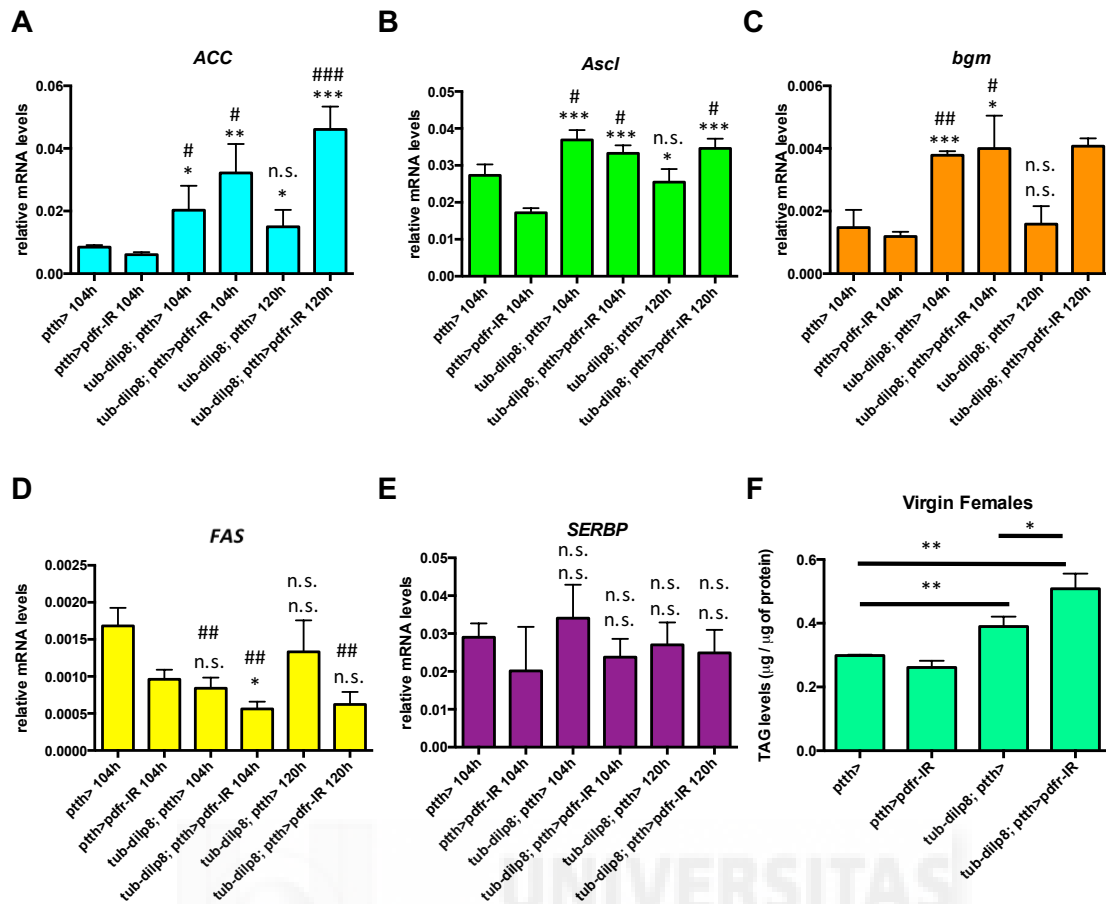 A
ACC
relative mRNA levels
0.06
0.04
0.02
0.00
#
*
#
**
n.s.
*
###
***
ptth> 104h
ptth>pdfr-IR 104h
tub-dilp8; ptth> 104h
tub-dilp8; ptth>pdfr-IR 104h
tub-dilp8; ptth> 120h
tub-dilp8; ptth>pdfr-IR 120h
B
Ascl
relative mRNA levels
0.05
0.04
0.03
0.02
0.01
0.00
#
***
#
***
n.s.
*
#
***
ptth> 104h
ptth>pdfr-IR 104h
tub-dilp8; ptth> 104h
tub-dilp8; ptth>pdfr-IR 104h
tub-dilp8; ptth> 120h
tub-dilp8; ptth>pdfr-IR 120h
C
bgm
relative mRNA levels
0.006
0.004
0.002
0.000
##
***
#
*
n.s.
n.s.
ptth> 104h
ptth>pdfr-IR 104h
tub-dilp8; ptth> 104h
tub-dilp8; ptth>pdfr-IR 104h
tub-dilp8; ptth> 120h
tub-dilp8; ptth>pdfr-IR 120h
D
FAS
relative mRNA levels
0.0025
0.0020
0.0015
0.0010
0.0005
0.0000
##
n.s.
##
*
n.s.
n.s.
##
n.s.
ptth> 104h
ptth>pdfr-IR 104h
tub-dilp8; ptth> 104h
tub-dilp8; ptth>pdfr-IR 104h
tub-dilp8; ptth> 120h
tub-dilp8; ptth>pdfr-IR 120h
E
SERBP
relative mRNA levels
0.05
0.04
0.03
0.02
0.01
0.00
n.s.
n.s.
n.s.
n.s.
n.s.
n.s.
n.s.
n.s.
ptth> 104h
ptth>pdfr-IR 104h
tub-dilp8; ptth> 104h
tub-dilp8; ptth>pdfr-IR 104h
tub-dilp8; ptth> 120h
tub-dilp8; ptth>pdfr-IR 120h
F
Virgin Females
TAG levels (μg / μg of protein)
0.6
0.4
0.2
0.0
*
**
**
ptth>
ptth>pdfr-IR
tub-dilp8; ptth>
tub-dilp8; ptth>pdfr-IR
UNIVERSITAS